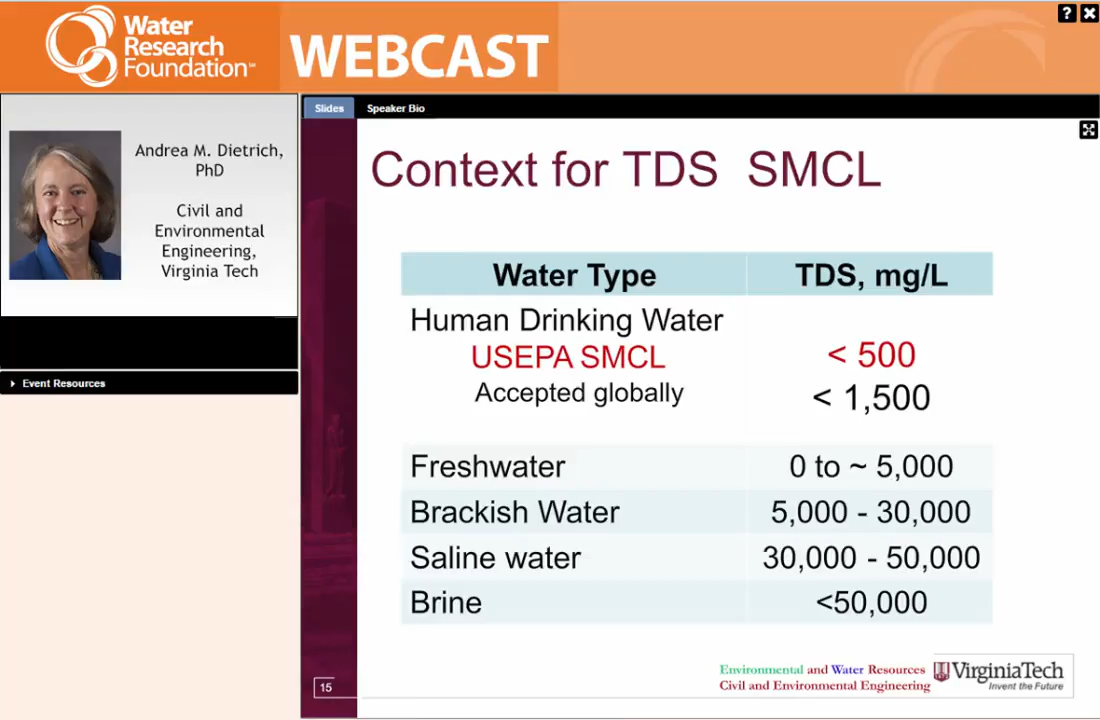 Water
Research
Foundation™
WEBCAST
? ×
Andrea M. Dietrich,
PhD
Civil and
Environmental
Engineering,
Virginia Tech
Event Resources
Slides Speaker Bio
Context for TDS SMCL
Water Type TDS, mg/L
Human Drinking Water
USEPA SMCL < 500
Accepted globally < 1,500
Freshwater 0 to ~ 5,000
Brackish Water 5,000 - 30,000
Saline water 30,000 - 50,000
Brine <50,000
15
Environmental and Water Resources
Civil and Environmental Engineering
VirginiaTech
Invent the Future